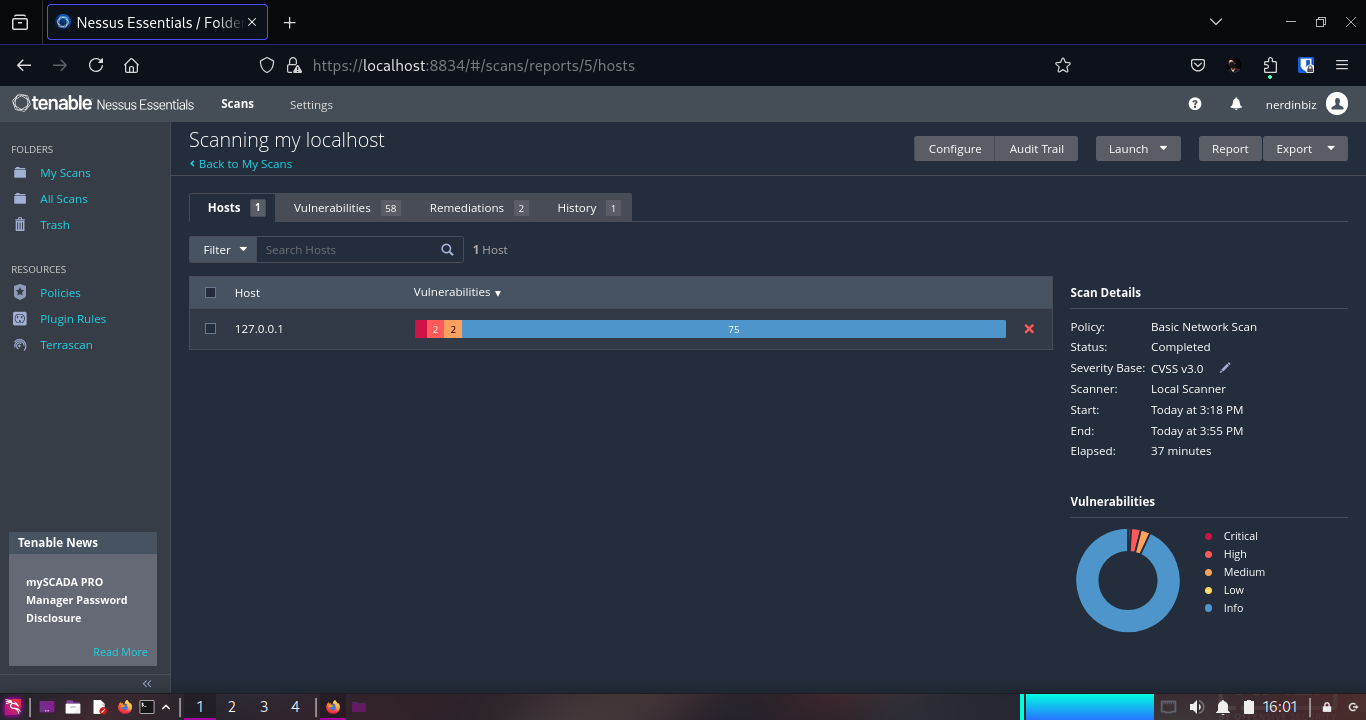 Nessus Essentials / Folde
https://localhost:8834/#/scans/reports/5/hosts
tenable Nessus Essentials
Scans
Settings
nerdinbiz
FOLDERS
My Scans
All Scans
Trash
RESOURCES
Policies
Plugin Rules
Terrascan
Tenable News
mySCADA PRO
Manager Password
Disclosure
Read More
Scanning my localhost
Back to My Scans
Configure
Audit Trail
Launch
Report
Export
Hosts 1
Vulnerabilities 58
Remediations 2
History 1
Filter
Search Hosts
1 Host
Host
Vulnerabilities
127.0.0.1
2
2
75
Scan Details
Policy: Basic Network Scan
Status: Completed
Severity Base: CVSS v3.0
Scanner: Local Scanner
Start: Today at 3:18 PM
End: Today at 3:55 PM
Elapsed: 37 minutes
Vulnerabilities
Critical
High
Medium
Low
Info
1 2 3 4
16:01